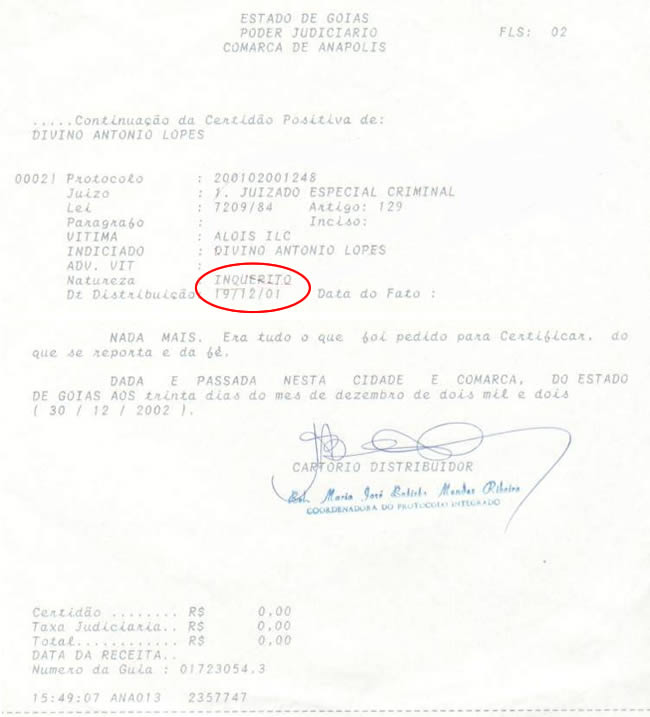 ESTADO DE GOIAS
PODER JUDICIARIO FLS: 02
COMARCA DE ANAPOLIS
.....Continuação da Certidão Positiva de:
DIVINO ANTONIO LOPES
00021 Protocolo : 200102001248
Juizo : 1. JUIZADO ESPECIAL CRIMINAL
Lei : 7209/84 Artigo: 129
Paragrafo : Inciso:
VITIMA : ALOIS ILC
INDICIADO : DIVINO ANTONIO LOPES
ADV. VIT :
Natureza INQUERITO
Dt Distribuição 19/12/01 Data do Fato :
NADA MAIS. Era tudo o que foi pedido para Certificar, do
que se reporta e da fé.
DADA E PASSADA NESTA CIDADE E COMARCA, DO ESTADO
DE GOIAS AOS trinta dias do mes de dezembro de dois mil e dois
( 30 / 12 / 2002 ).
CARTORIO DISTRIBUIDOR
Maria José Mendes Ribeiro
COORDENADORA DO PROTOCOLO INTEGRADO
Certidão ........ R$ 0,00
Taxa Judiciaria.. R$ 0,00
Total............ R$ 0,00
DATA DA RECEITA..
Numero da Guia : 01723054.3
15:49:07 ANA013 2357747